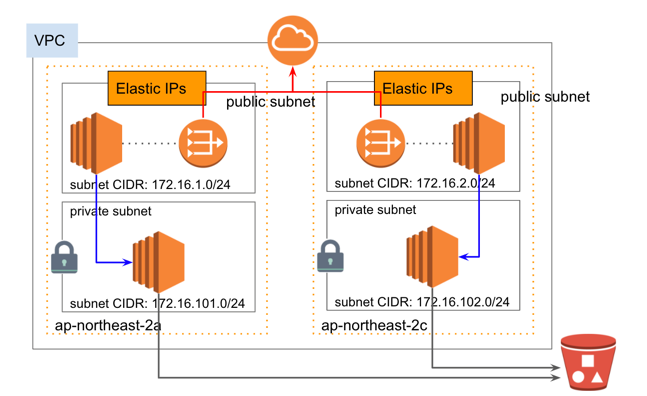 VPC
Elastic IPs
Elastic IPs
public subnet
public subnet
subnet CIDR: 172.16.1.0/24
subnet CIDR: 172.16.2.0/24
private subnet
private subnet
subnet CIDR: 172.16.101.0/24
subnet CIDR: 172.16.102.0/24
ap-northeast-2a
ap-northeast-2c